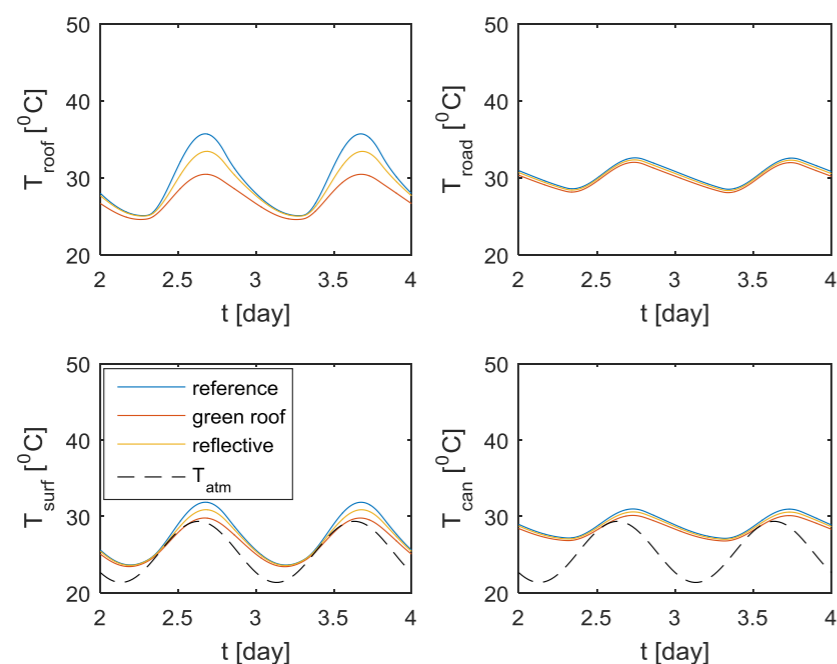 50
40
30
20
T_roof [⁰C]
2 2.5 3 3.5 4
t [day]
50
40
30
20
T_road [⁰C]
2 2.5 3 3.5 4
t [day]
50
40
30
20
T_surf [⁰C]
reference
green roof
reflective
T_atm
2 2.5 3 3.5 4
t [day]
50
40
30
20
T_can [⁰C]
2 2.5 3 3.5 4
t [day]